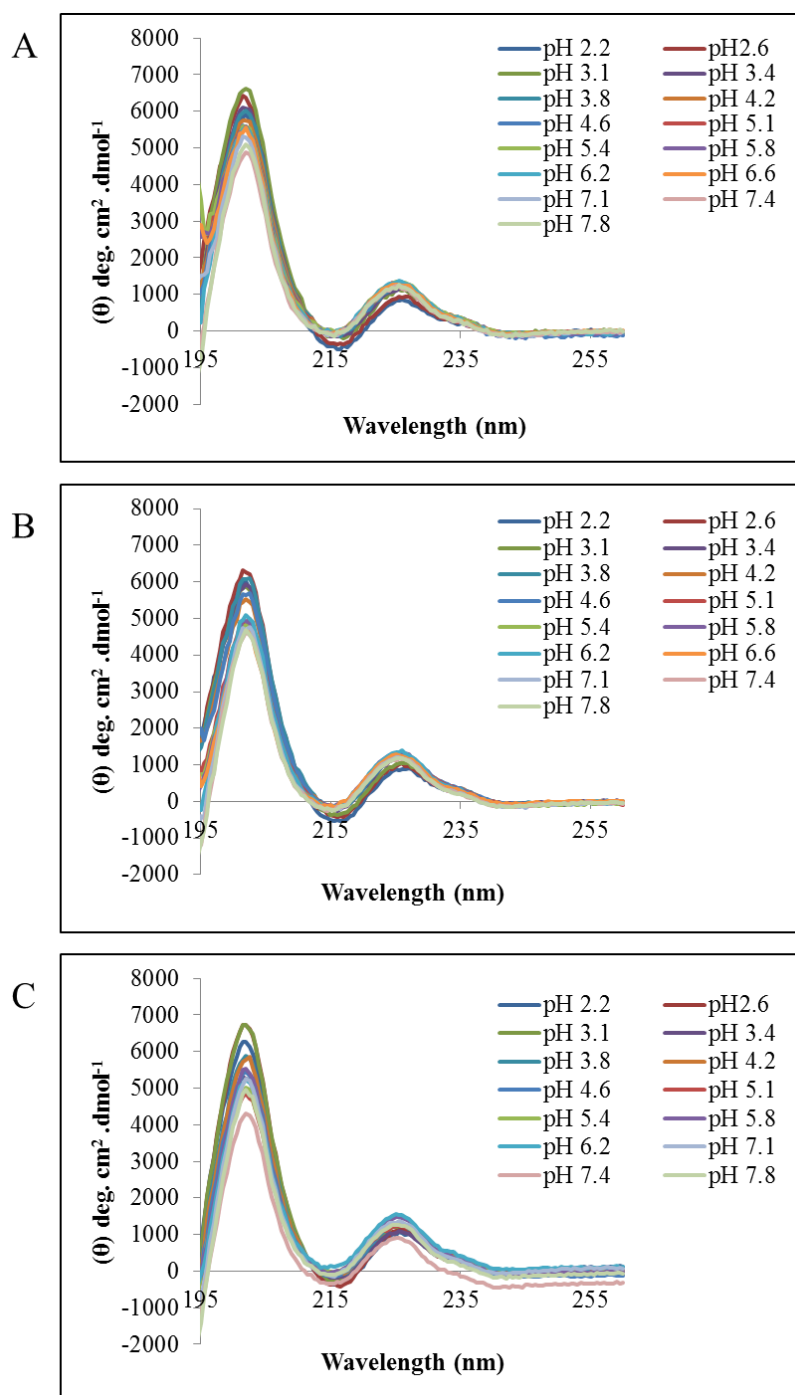 A
(θ) deg. cm² .dmol⁻¹
8000
7000
6000
5000
4000
3000
2000
1000
0
-1000
-2000
195 215 235 255
Wavelength (nm)
pH 2.2 pH2.6
pH 3.1 pH 3.4
pH 3.8 pH 4.2
pH 4.6 pH 5.1
pH 5.4 pH 5.8
pH 6.2 pH 6.6
pH 7.1 pH 7.4
pH 7.8
B
(θ) deg. cm² .dmol⁻¹
8000
7000
6000
5000
4000
3000
2000
1000
0
-1000
-2000
195 215 235 255
Wavelength (nm)
pH 2.2 pH 2.6
pH 3.1 pH 3.4
pH 3.8 pH 4.2
pH 4.6 pH 5.1
pH 5.4 pH 5.8
pH 6.2 pH 6.6
pH 7.1 pH 7.4
pH 7.8
C
(θ) deg. cm² .dmol⁻¹
8000
7000
6000
5000
4000
3000
2000
1000
0
-1000
-2000
195 215 235 255
Wavelength (nm)
pH 2.2 pH2.6
pH 3.1 pH 3.4
pH 3.8 pH 4.2
pH 4.6 pH 5.1
pH 5.4 pH 5.8
pH 6.2 pH 7.1
pH 7.4 pH 7.8